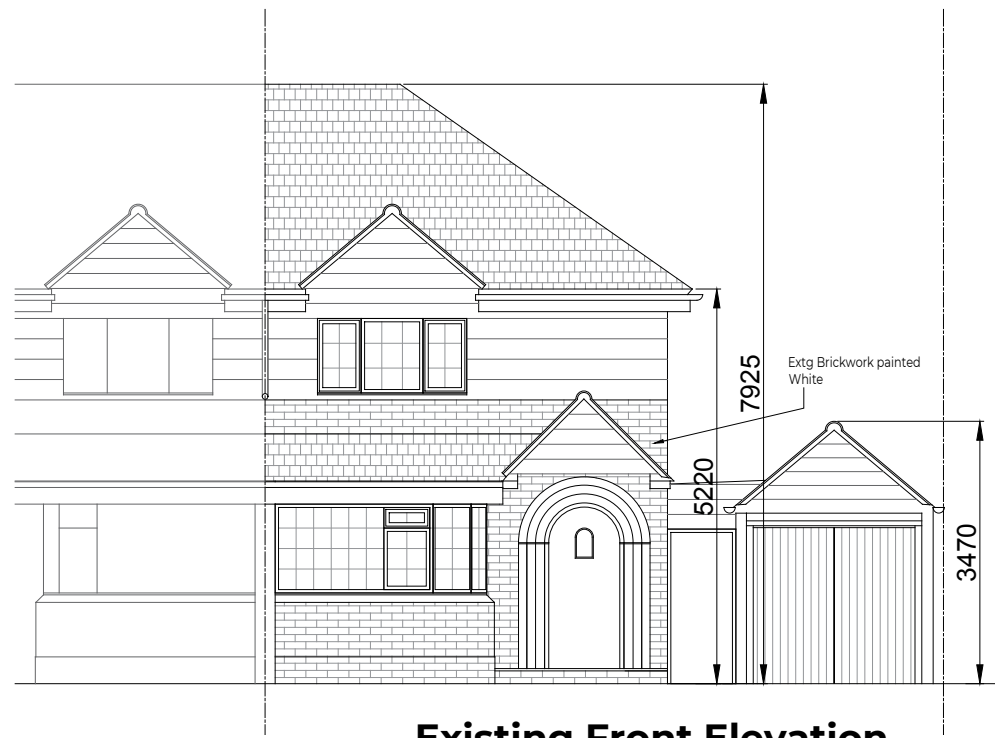 7925
Extg Brickwork painted
White
5220
3470
Existing Front Elevation